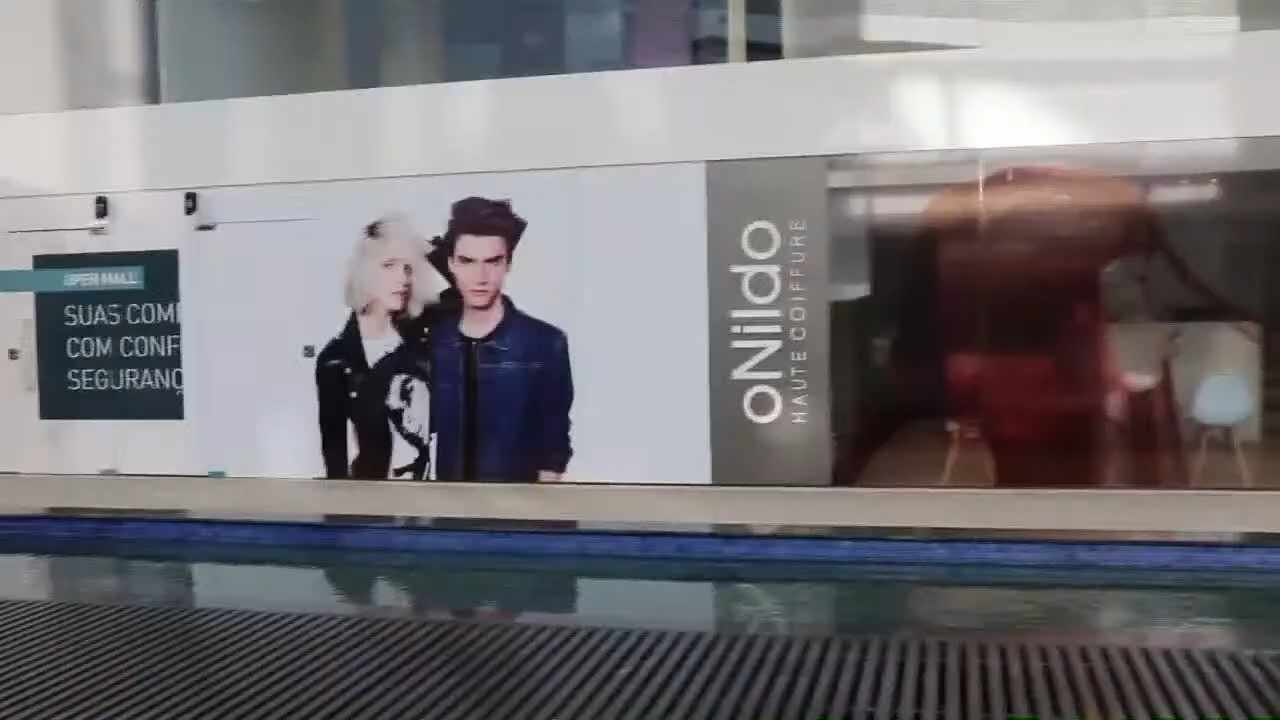 OPEN MALL
SUAS COM
COM CONF
SEGURANÇ
oNildo
HAUTE COIFFURE